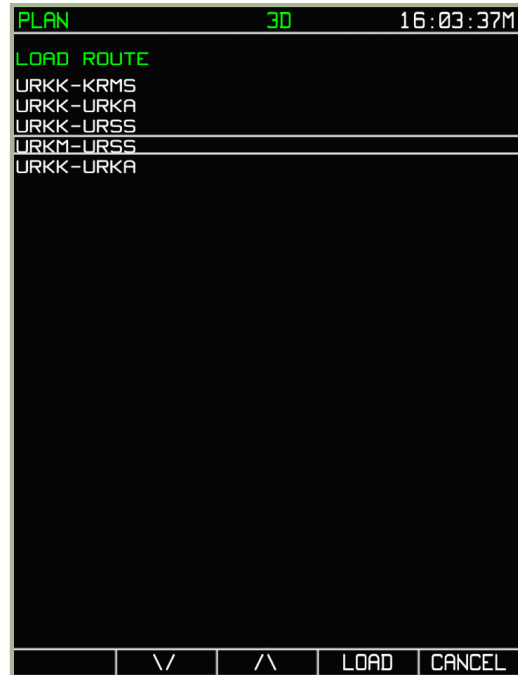 PLAN 3D 16:03:37M
LOAD ROUTE
URKK-KRMS
URKK-URKA
URKK-URSS
URKM-URSS
URKK-URKA
\/ /\ LOAD CANCEL